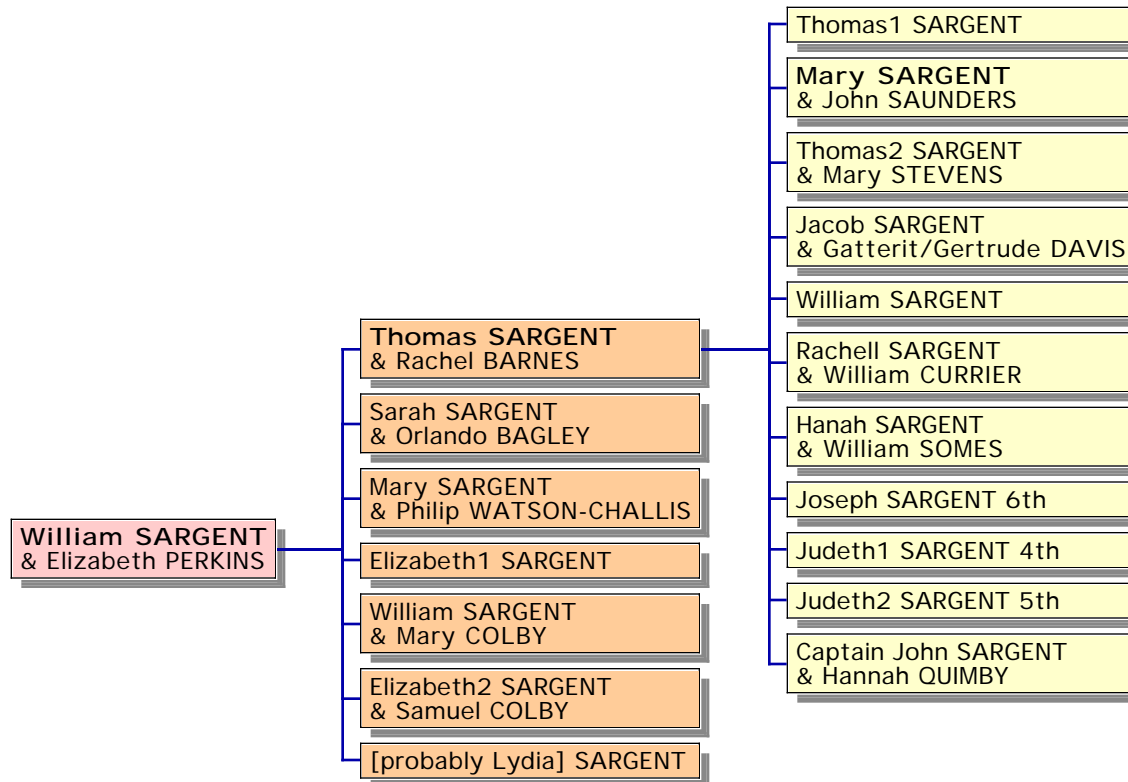 William SARGENT
& Elizabeth PERKINS
Thomas SARGENT
& Rachel BARNES
Sarah SARGENT
& Orlando BAGLEY
Mary SARGENT
& Philip WATSON-CHALLIS
Elizabeth1 SARGENT
William SARGENT
& Mary COLBY
Elizabeth2 SARGENT
& Samuel COLBY
[probably Lydia] SARGENT
Thomas1 SARGENT
Mary SARGENT
& John SAUNDERS
Thomas2 SARGENT
& Mary STEVENS
Jacob SARGENT
& Gatterit/Gertrude DAVIS
William SARGENT
Rachell SARGENT
& William CURRIER
Hanah SARGENT
& William SOMES
Joseph SARGENT 6th
Judeth1 SARGENT 4th
Judeth2 SARGENT 5th
Captain John SARGENT
& Hannah QUIMBY